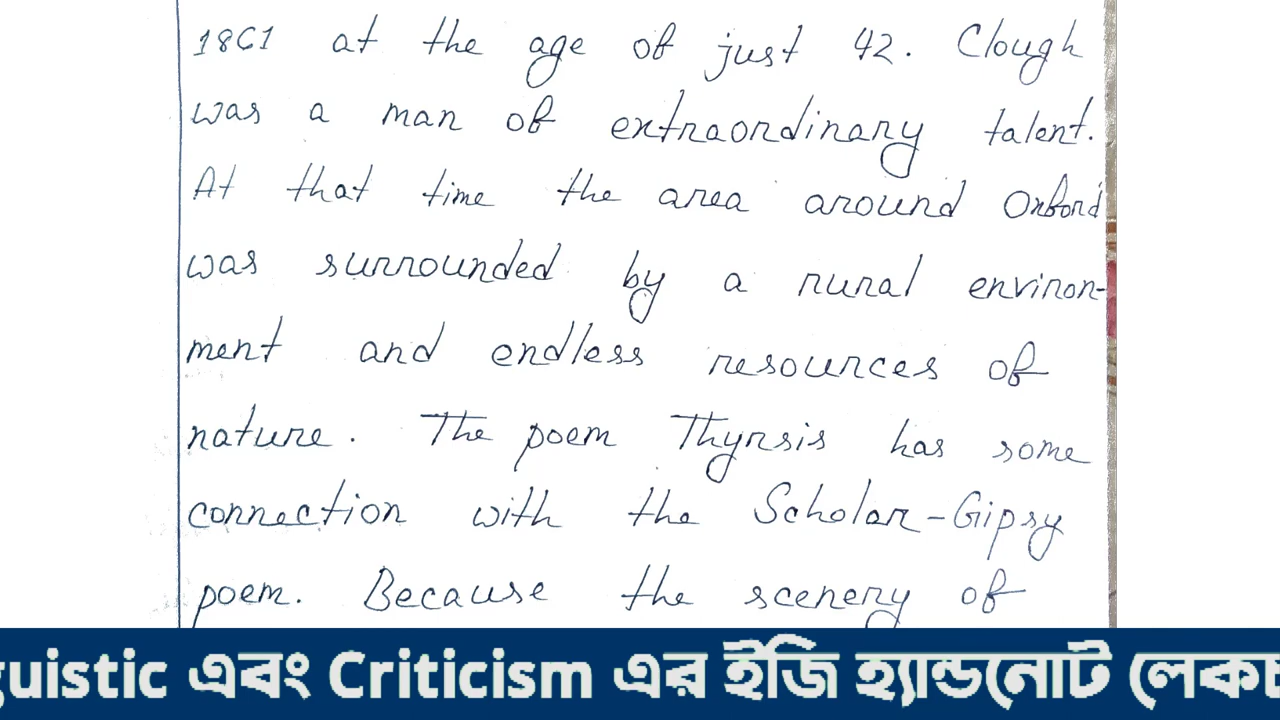 1861 at the age of just 42. Clough
was a man of extraordinary talent.
At that time the area around Oxford
was surrounded by a rural environ-
ment and endless resources of
nature. The poem Thyrsis has some
connection with the Scholar-Gipsy
poem. Because the scenery of
guistic এবং Criticism এর ইজি হ্যান্ডনোট লেকচ